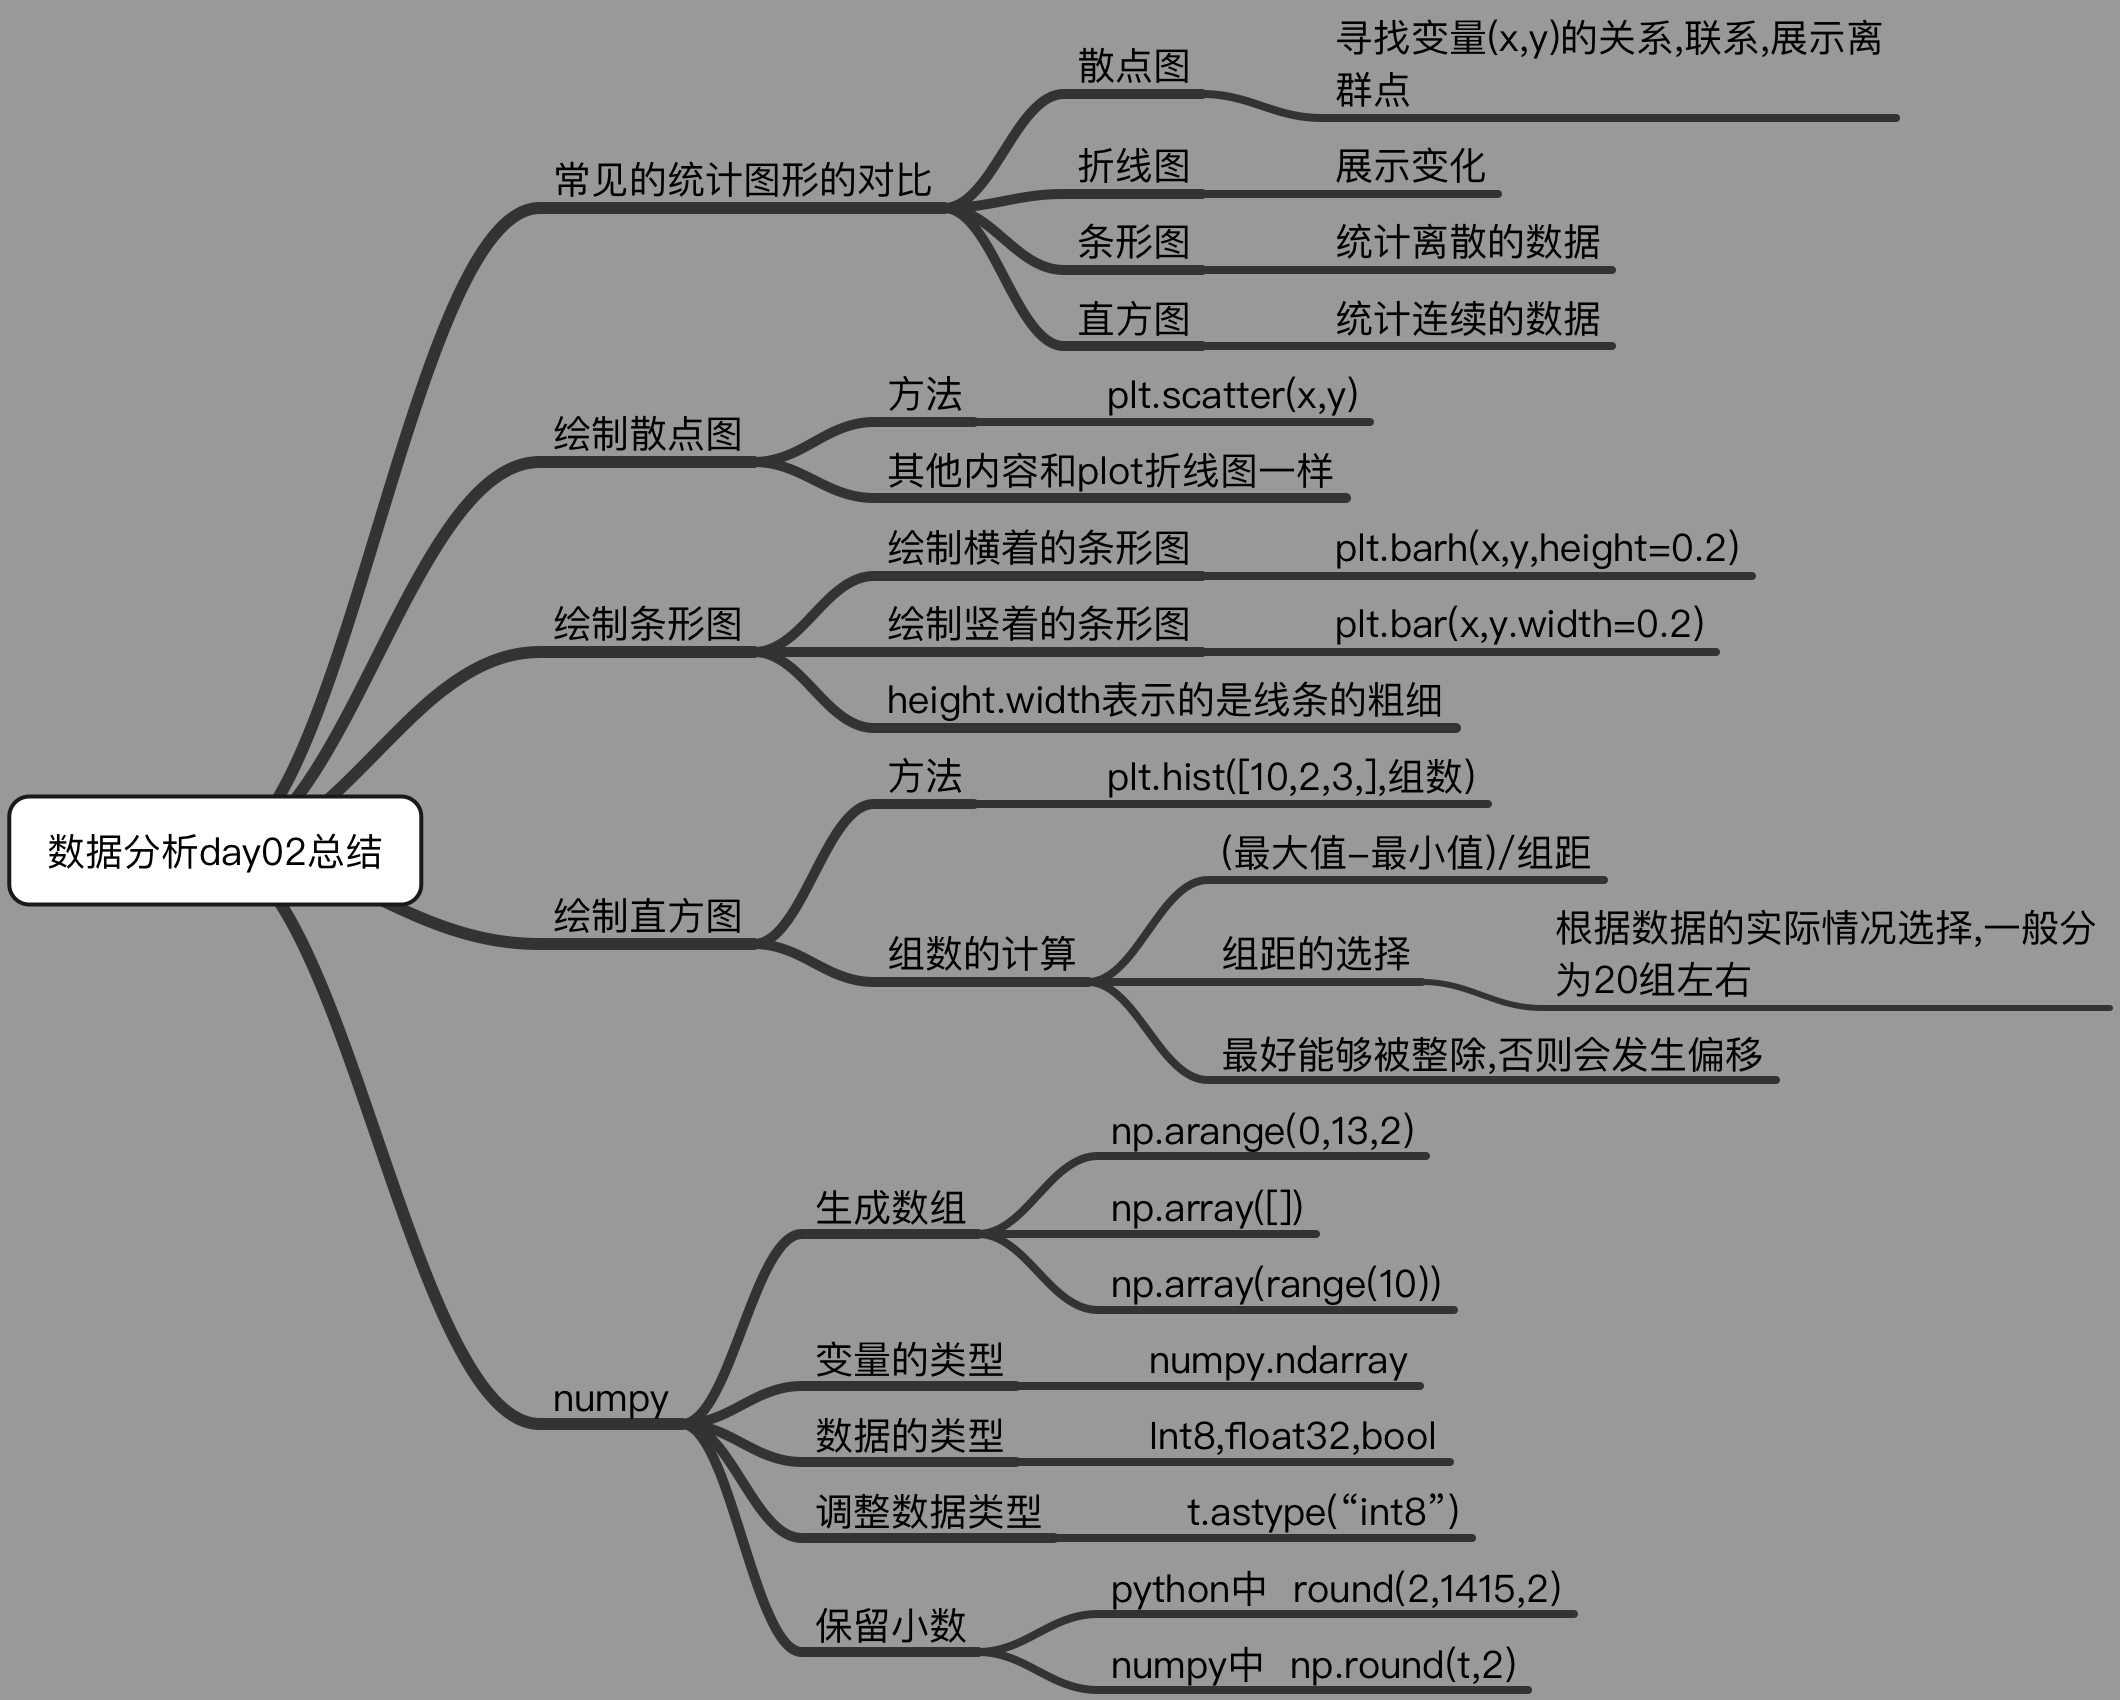 数据分析day02总结
常见的统计图形的对比
散点图
寻找变量(x,y)的关系,联系,展示离
群点
折线图
展示变化
条形图
统计离散的数据
直方图
统计连续的数据
绘制散点图
方法
plt.scatter(x,y)
其他内容和plot折线图一样
绘制条形图
绘制横着的条形图
plt.barh(x,y,height=0.2)
绘制竖着的条形图
plt.bar(x,y.width=0.2)
height.width表示的是线条的粗细
绘制直方图
方法
plt.hist([10,2,3,],组数)
组数的计算
(最大值-最小值)/组距
组距的选择
根据数据的实际情况选择,一般分
为20组左右
最好能够被整除,否则会发生偏移
numpy
生成数组
np.arange(0,13,2)
np.array([])
np.array(range(10))
变量的类型
numpy.ndarray
数据的类型
Int8,float32,bool
调整数据类型
t.astype(“int8”)
保留小数
python中 round(2,1415,2)
numpy中 np.round(t,2)